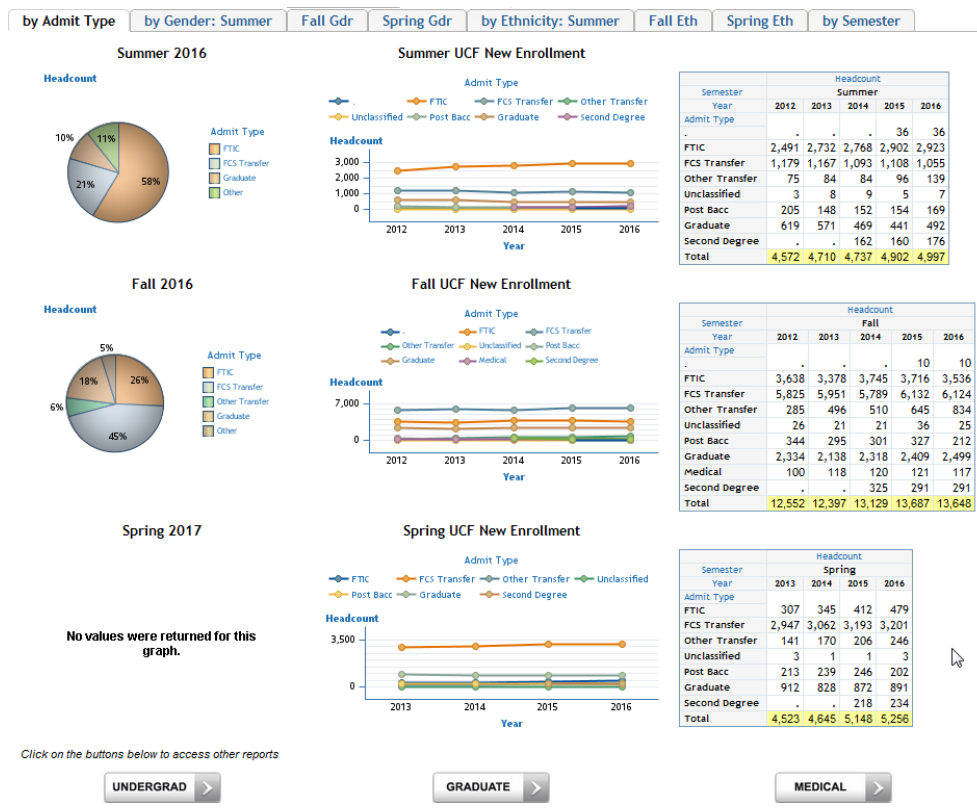 by Admit Type by Gender: Summer Fall Gdr Spring Gdr by Ethnicity: Summer Fall Eth Spring Eth by Semester
Summer 2016
Headcount
10%
11%
21%
58%
Admit Type
FTIC
FCS Transfer
Graduate
Other
Summer UCF New Enrollment
Admit Type
. FTIC FCS Transfer Other Transfer
Unclassified Post Bacc Graduate Second Degree
Headcount
3,000
2,000
1,000
0
2012 2013 2014 2015 2016
Year
Headcount
Semester Summer
Year 2012 2013 2014 2015 2016
Admit Type
. . . . 36 36
FTIC 2,491 2,732 2,768 2,902 2,923
FCS Transfer 1,179 1,167 1,093 1,108 1,055
Other Transfer 75 84 84 96 139
Unclassified 3 8 9 5 7
Post Bacc 205 148 152 154 169
Graduate 619 571 469 441 492
Second Degree . . 162 160 176
Total 4,572 4,710 4,737 4,902 4,997
Fall 2016
Headcount
5%
18%
26%
6%
45%
Admit Type
FTIC
FCS Transfer
Other Transfer
Graduate
Other
Fall UCF New Enrollment
Admit Type
. FTIC FCS Transfer
Other Transfer Unclassified Post Bacc
Graduate Medical Second Degree
Headcount
7,000
0
2012 2013 2014 2015 2016
Year
Headcount
Semester Fall
Year 2012 2013 2014 2015 2016
Admit Type
. . . . 10 10
FTIC 3,638 3,378 3,745 3,716 3,536
FCS Transfer 5,825 5,951 5,789 6,132 6,124
Other Transfer 285 496 510 645 834
Unclassified 26 21 21 36 25
Post Bacc 344 295 301 327 212
Graduate 2,334 2,138 2,318 2,409 2,499
Medical 100 118 120 121 117
Second Degree . . 325 291 291
Total 12,552 12,397 13,129 13,687 13,648
Spring 2017
No values were returned for this
graph.
Spring UCF New Enrollment
Admit Type
FTIC FCS Transfer Other Transfer Unclassified
Post Bacc Graduate Second Degree
Headcount
3,500
0
2013 2014 2015 2016
Year
Headcount
Semester Spring
Year 2013 2014 2015 2016
Admit Type
FTIC 307 345 412 479
FCS Transfer 2,947 3,062 3,193 3,201
Other Transfer 141 170 206 246
Unclassified 3 1 1 3
Post Bacc 213 239 246 202
Graduate 912 828 872 891
Second Degree . . 218 234
Total 4,523 4,645 5,148 5,256
Click on the buttons below to access other reports
UNDERGRAD GRADUATE MEDICAL